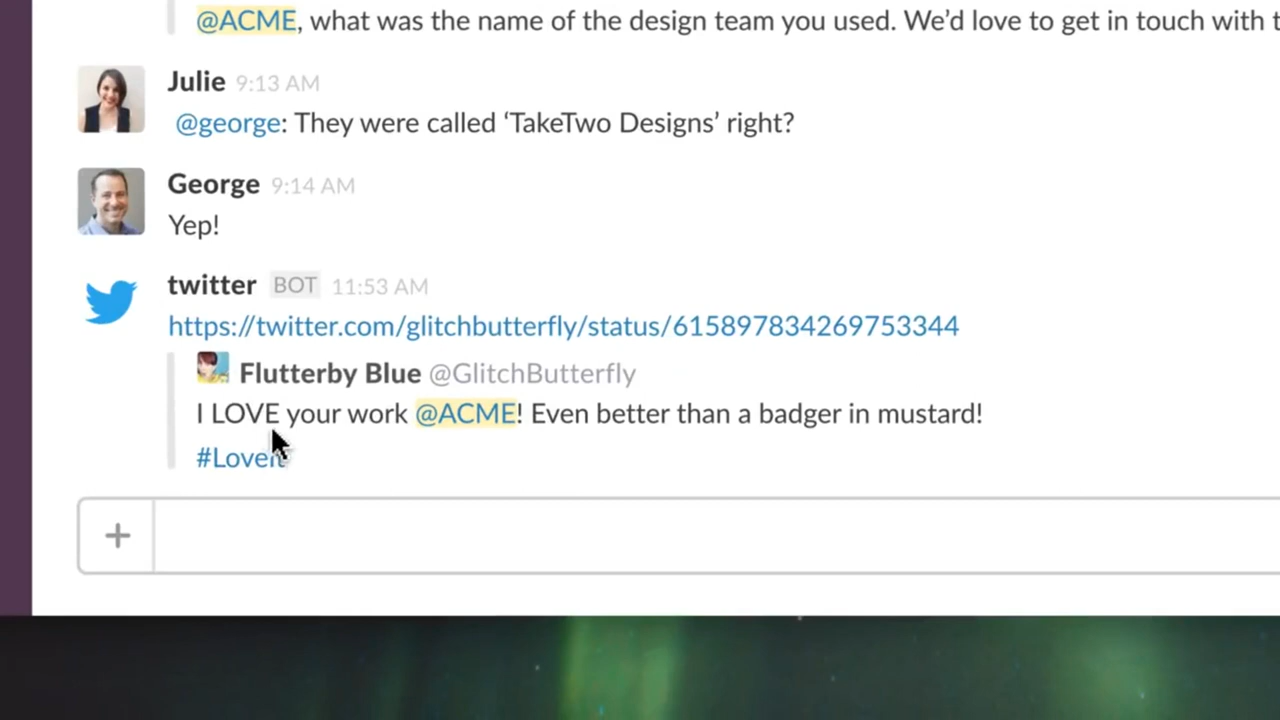 @ACME, what was the name of the design team you used. We’d love to get in touch with
Julie 9:13 AM
@george: They were called ‘TakeTwo Designs’ right?
George 9:14 AM
Yep!
twitter BOT 11:53 AM
https://twitter.com/glitchbutterfly/status/615897834269753344
Flutterby Blue @GlitchButterfly
I LOVE your work @ACME! Even better than a badger in mustard!
#LoveIt